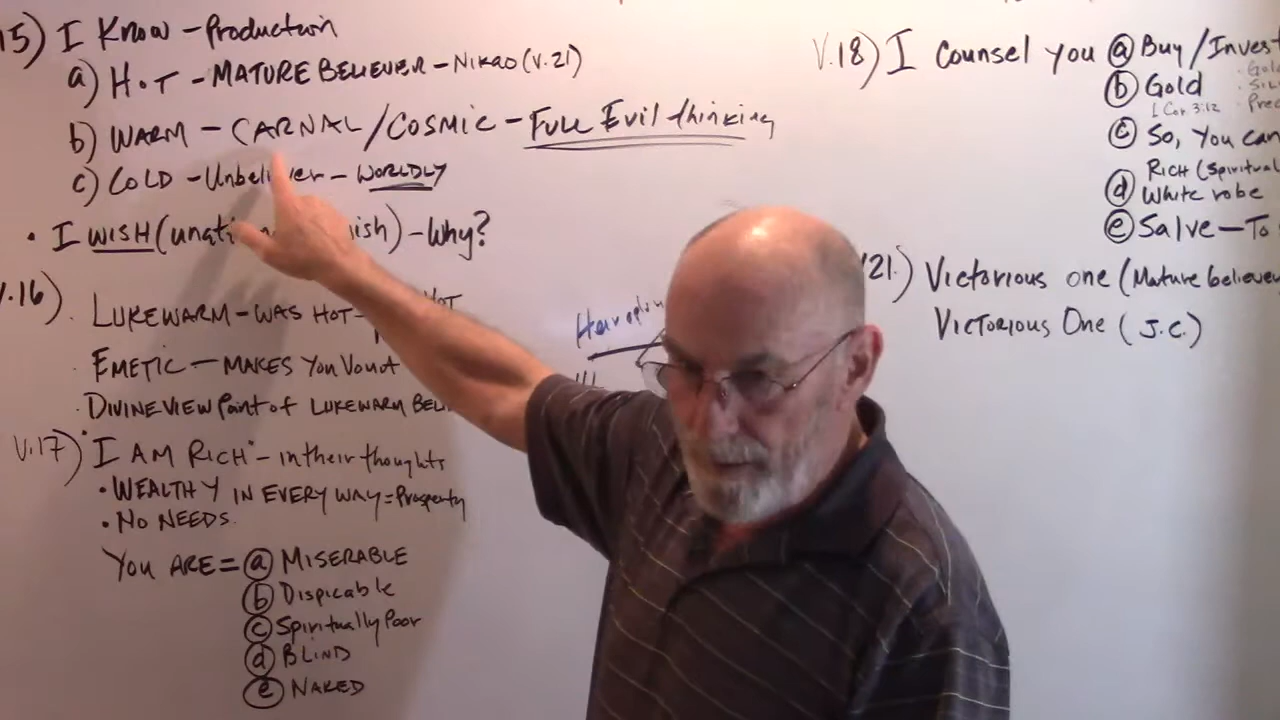 15) I KNOW - PRODUCTION
a) HOT - MATURE BELIEVER - NIKAO (V.21)
b) WARM - CARNAL / COSMIC - FULL EVIL thinking
c) COLD - Unbeliever - WORLDLY
• I WISH ( ish) - Why?
V.16) LUKEWARM - WAS HOT -
EMETIC - MAKES YOU
DIVINE VIEW POINT OF LUKEWARM
V.17) I AM RICH - in their thoughts
• WEALTHY IN EVERY WAY = Prosperity
• NO NEEDS.
YOU ARE = a MISERABLE
b Dispicable
c Spiritually Poor
d BLIND
e NAKED
V.18) I Counsel you a Buy / Invest
b Gold
1 Cor 3:12
c So, You can
RICH (Spiritual
d White robe
e Salve - To
21.) Victorious one (Mature believer
VICTORIOUS ONE (J.C.)